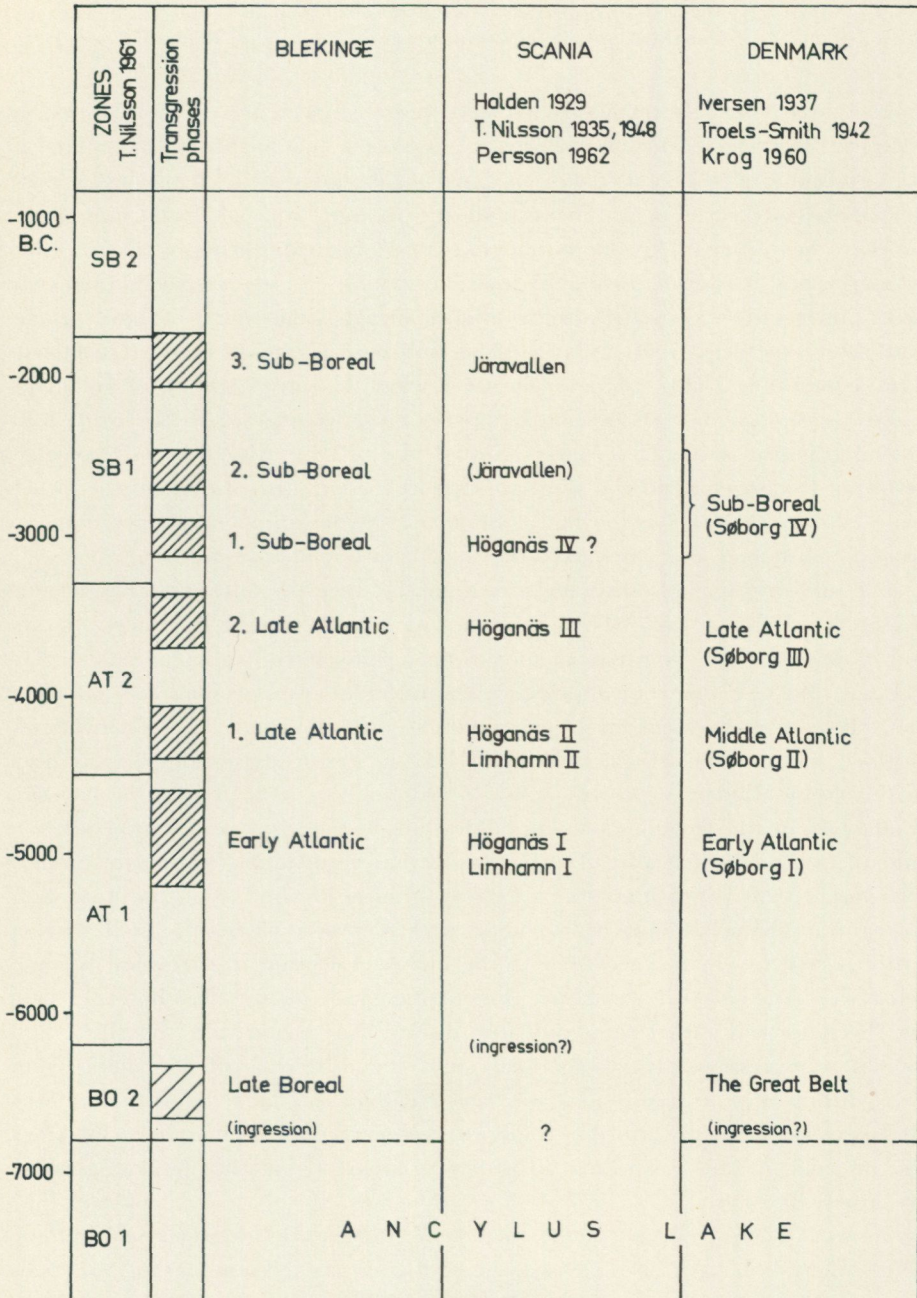 ZONES
T. Nilsson 1961
Transgression
phases
BLEKINGE
SCANIA
Halden 1929
T. Nilsson 1935, 1948
Persson 1962
DENMARK
Iversen 1937
Troels-Smith 1942
Krog 1960
-1000
B.C.
SB 2
-2000
3. Sub-Boreal
Järavallen
SB 1
2. Sub-Boreal
(Järavallen)
Sub-Boreal
(Søborg IV)
-3000
1. Sub-Boreal
Höganäs IV ?
2. Late Atlantic
Höganäs III
Late Atlantic
(Søborg III)
AT 2
-4000
1. Late Atlantic
Höganäs II
Limhamn II
Middle Atlantic
(Søborg II)
Early Atlantic
Höganäs I
Limhamn I
Early Atlantic
(Søborg I)
-5000
AT 1
-6000
(ingression?)
BO 2
Late Boreal
The Great Belt
(ingression)
?
(ingression?)
-7000
BO 1
ANCYLUS LAKE